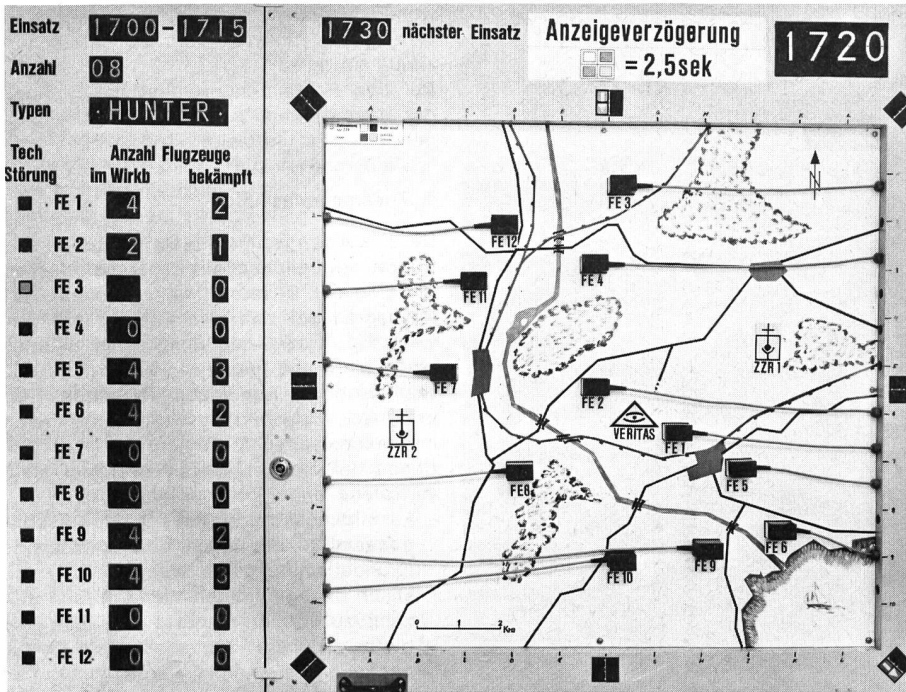 Einsatz 1700-1715
Anzahl 08
Typen ·HUNTER·
Tech Störung
Anzahl Flugzeuge
im Wirkb bekämpft
FE 1 4 2
FE 2 2 1
FE 3 0
FE 4 0 0
FE 5 4 3
FE 6 4 2
FE 7 0 0
FE 8 0 0
FE 9 4 2
FE 10 4 3
FE 11 0 0
FE 12 0 0
1730 nächster Einsatz
Anzeigeverzögerung
= 2,5sek
1720
N
FE 3
FE 12
FE 4
FE 11
ZZR 1
FE 7
FE 2
VERITAS
FE 1
ZZR 2
FE 8
FE 5
FE 6
FE 9
FE 10
0 1 2 Km